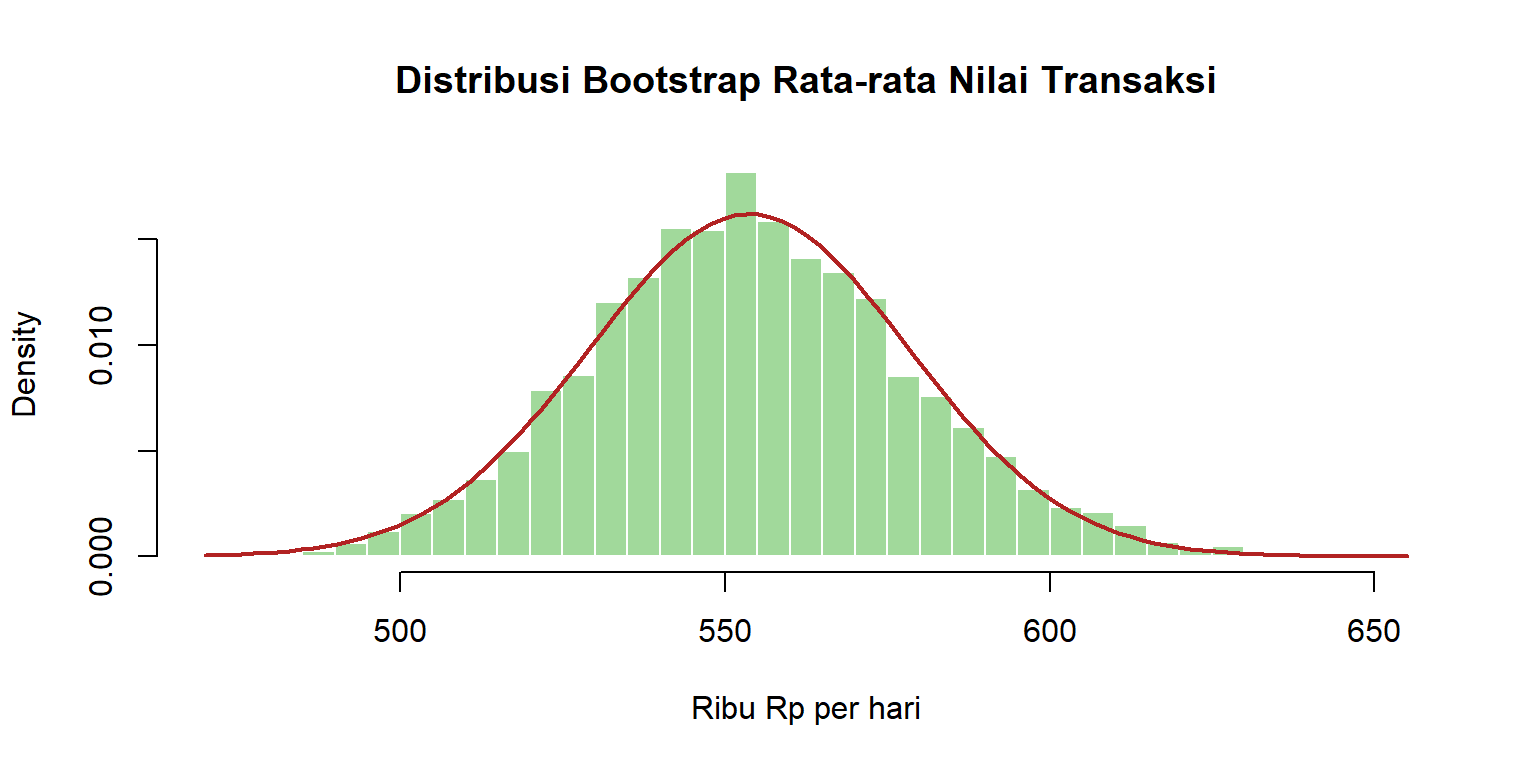 Distribusi Bootstrap Rata-rata Nilai Transaksi
Density
0.010
0.000
500 550 600 650
Ribu Rp per hari